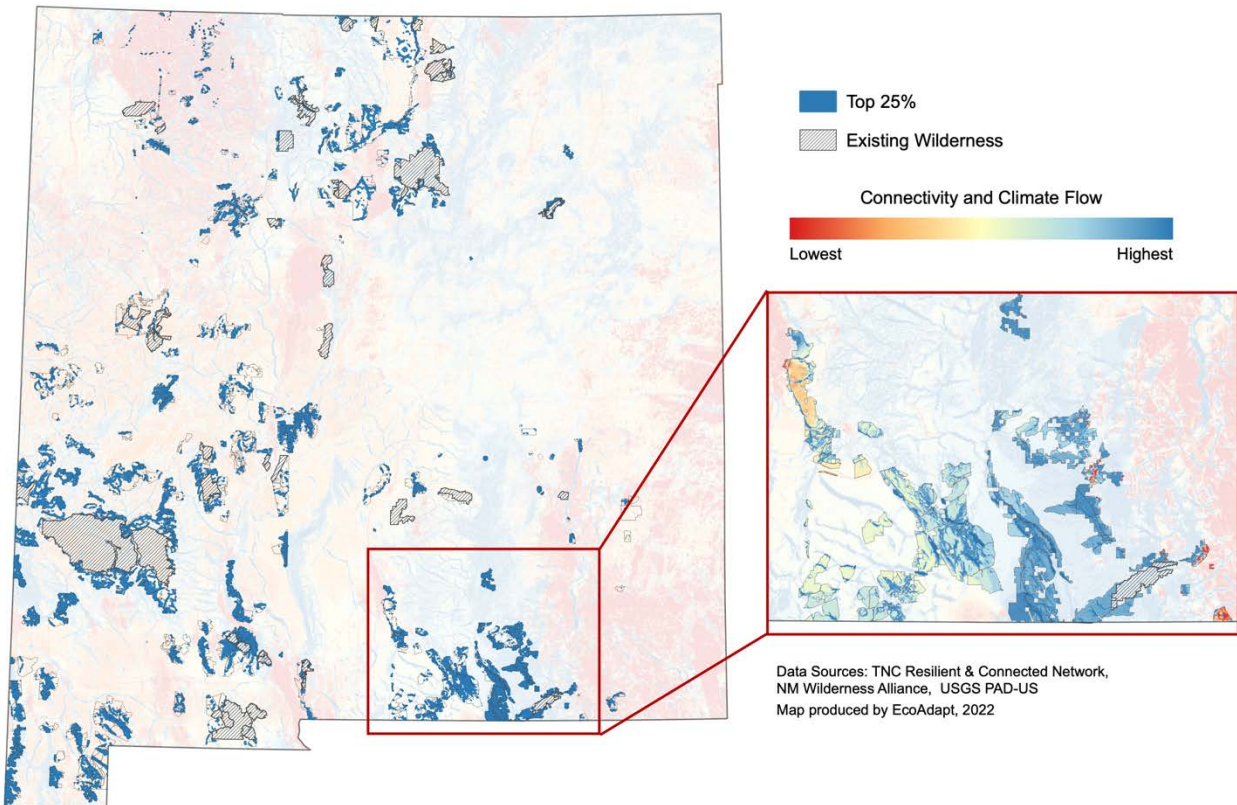 Top 25%
Existing Wilderness
Connectivity and Climate Flow
Lowest
Highest
Data Sources: TNC Resilient & Connected Network,
NM Wilderness Alliance, USGS PAD-US
Map produced by EcoAdapt, 2022